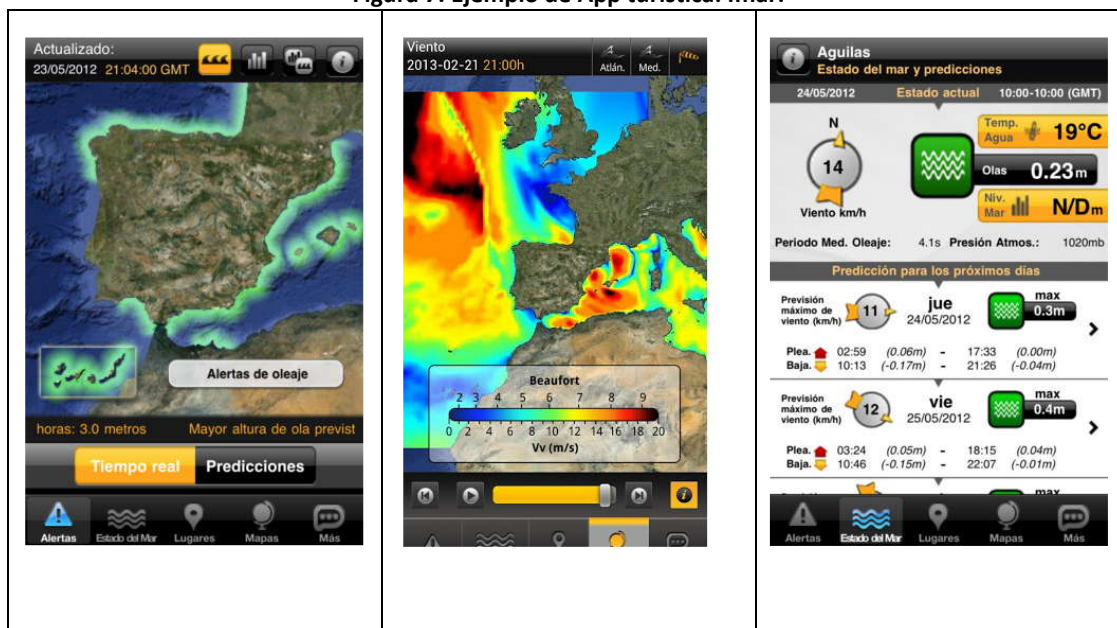 Figura 7. Ejemplo de App turística. Imar.
Actualizado:
23/05/2012 21:04:00 GMT
Alertas de oleaje
horas: 3.0 metros Mayor altura de ola previst
Tiempo real Predicciones
Alertas Estado del Mar Lugares Mapas Más
Viento
2013-02-21 21:00h
Atlán. Med.
Beaufort
2 3 4 5 6 7 8 9
0 2 4 6 8 10 12 14 16 18 20
Vv (m/s)
Aguilas
Estado del mar y predicciones
24/05/2012 Estado actual 10:00-10:00 (GMT)
N
14
Viento km/h
Temp. Agua 19°C
Olas 0.23m
Niv. Mar N/Dm
Periodo Med. Oleaje: 4.1s Presión Atmos.: 1020mb
Predicción para los próximos días
Previsión máximo de viento (km/h) 11 jue 24/05/2012 max 0.3m
Plea. 02:59 (0.06m) - 17:33 (0.00m)
Baja. 10:13 (-0.17m) - 21:26 (-0.04m)
Previsión máximo de viento (km/h) 12 vie 25/05/2012 max 0.4m
Plea. 03:24 (0.05m) - 18:15 (0.04m)
Baja. 10:46 (-0.15m) - 22:07 (-0.01m)
Alertas Estado del Mar Lugares Mapas Más